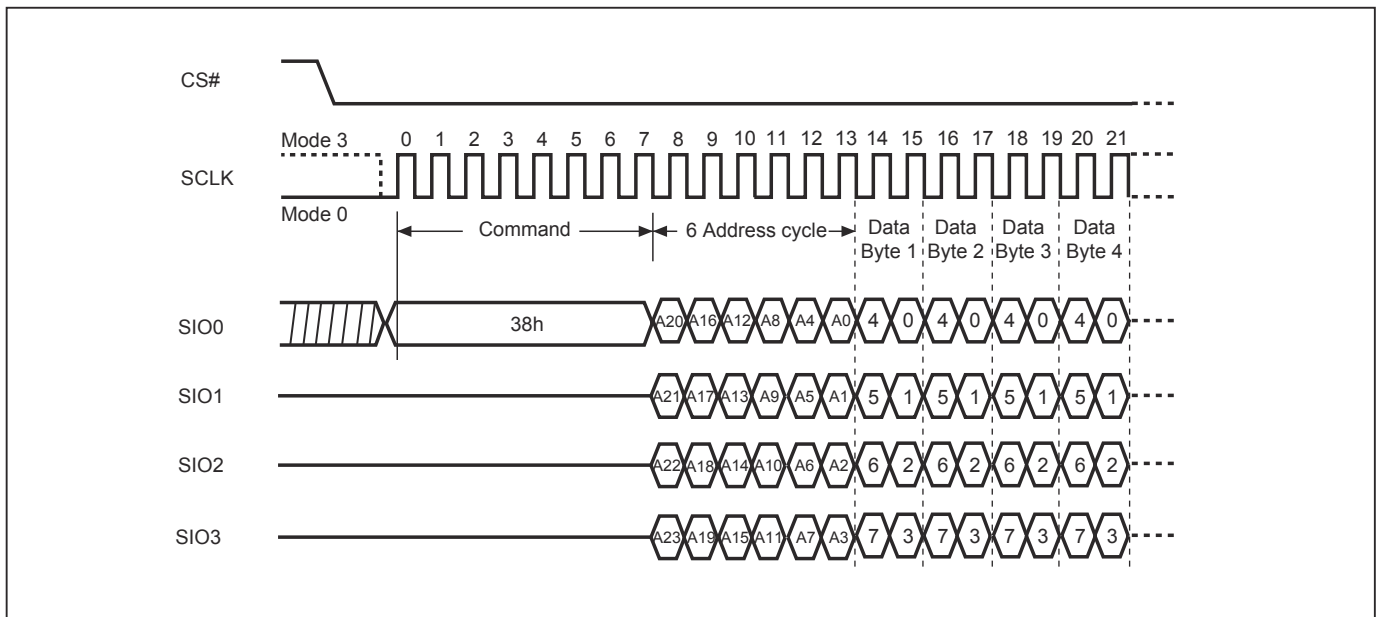 CS#
Mode 3
0 1 2 3 4 5 6 7 8 9 10 11 12 13 14 15 16 17 18 19 20 21
SCLK
Mode 0
Command
6 Address cycle
Data Byte 1
Data Byte 2
Data Byte 3
Data Byte 4
SIO0
38h
A20 A16 A12 A8 A4 A0 4 0 4 0 4 0 4 0
SIO1
A21 A17 A13 A9 A5 A1 5 1 5 1 5 1 5 1
SIO2
A22 A18 A14 A10 A6 A2 6 2 6 2 6 2 6 2
SIO3
A23 A19 A15 A11 A7 A3 7 3 7 3 7 3 7 3